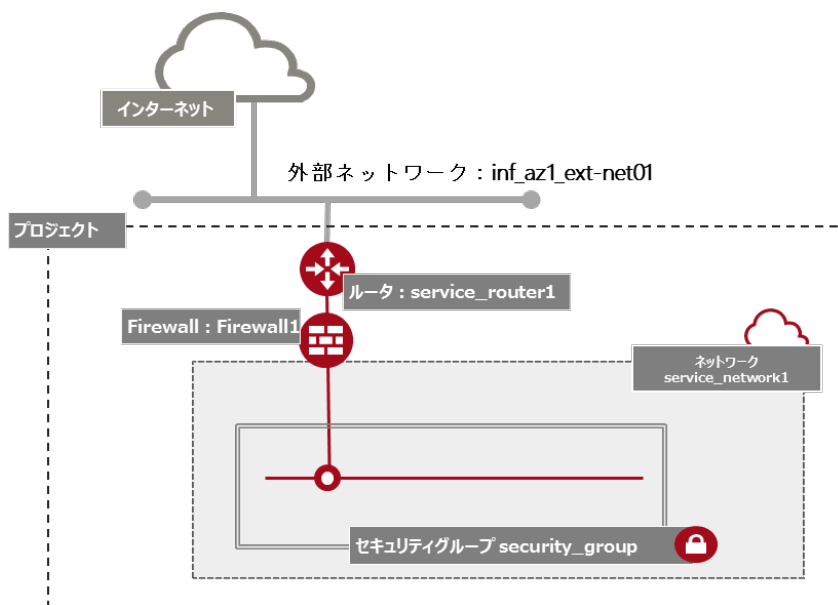 インターネット
外部ネットワーク：inf_az1_ext-net01
プロジェクト
ルータ：service_router1
Firewall：Firewall1
ネットワーク
service_network1
セキュリティグループ security_group